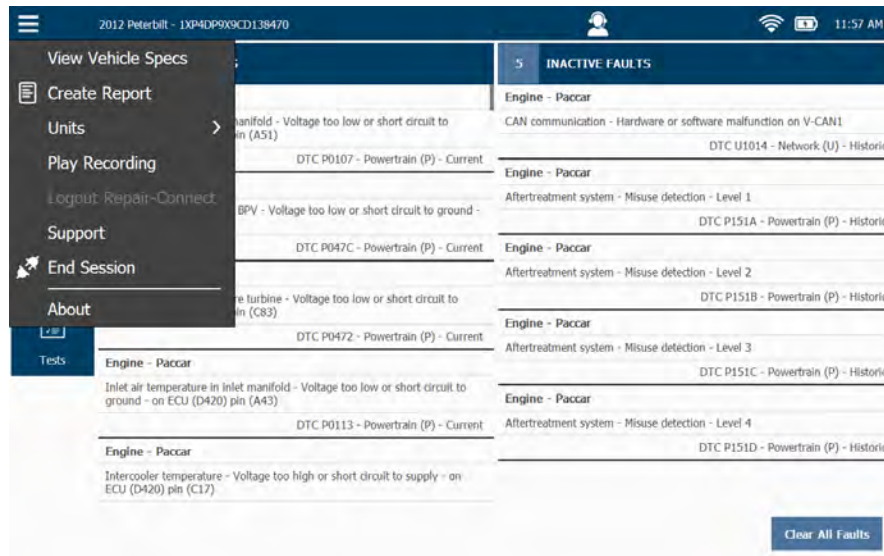 2012 Peterbilt - 1XP4DP9X9CD138470
11:57 AM
View Vehicle Specs
Create Report
Units
Play Recording
Logout Repair-Connect
Support
End Session
About
Tests
manifold - Voltage too low or short circuit to
in (A51)
DTC P0107 - Powertrain (P) - Current
BPV - Voltage too low or short circuit to ground -
DTC P047C - Powertrain (P) - Current
turbine - Voltage too low or short circuit to
in (C83)
DTC P0472 - Powertrain (P) - Current
Engine - Paccar
Inlet air temperature in inlet manifold - Voltage too low or short circuit to
ground - on ECU (D420) pin (A43)
DTC P0113 - Powertrain (P) - Current
Engine - Paccar
Intercooler temperature - Voltage too high or short circuit to supply - on
ECU (D420) pin (C17)
5 INACTIVE FAULTS
Engine - Paccar
CAN communication - Hardware or software malfunction on V-CAN1
DTC U1014 - Network (U) - Historic
Engine - Paccar
Aftertreatment system - Misuse detection - Level 1
DTC P151A - Powertrain (P) - Historic
Engine - Paccar
Aftertreatment system - Misuse detection - Level 2
DTC P151B - Powertrain (P) - Historic
Engine - Paccar
Aftertreatment system - Misuse detection - Level 3
DTC P151C - Powertrain (P) - Historic
Engine - Paccar
Aftertreatment system - Misuse detection - Level 4
DTC P151D - Powertrain (P) - Historic
Clear All Faults